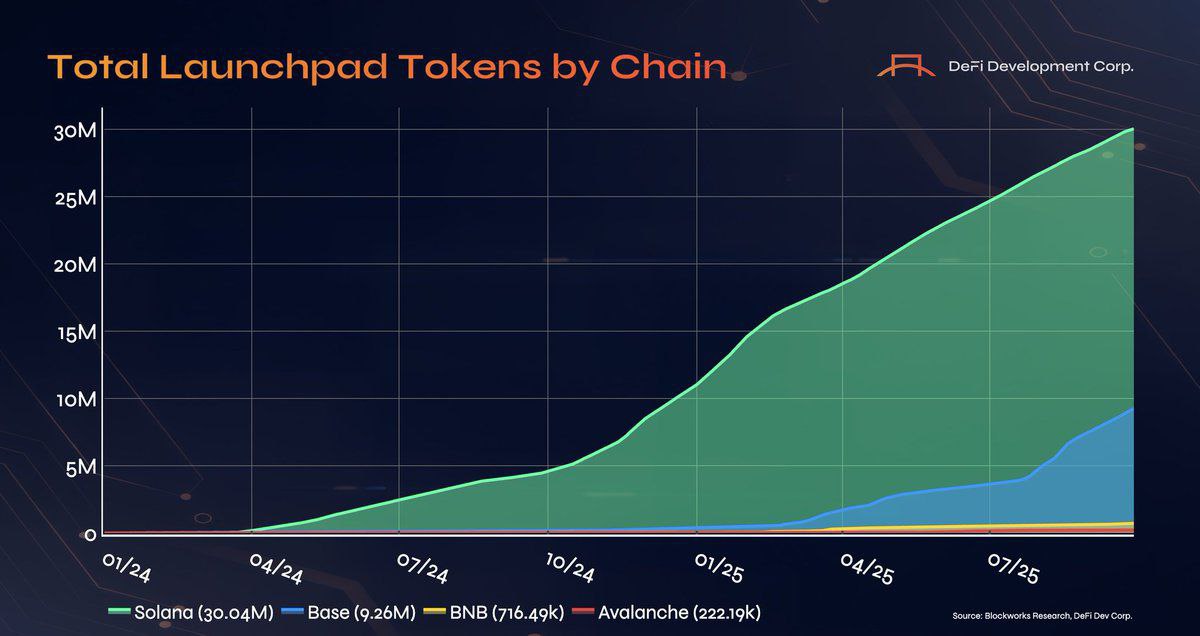 Total Launchpad Tokens by Chain
DeFi Development Corp.
30M
25M
20M
15M
10M
5M
0
01/24
04/24
07/24
10/24
01/25
04/25
07/25
Solana (30.04M) Base (9.26M) BNB (716.49k) Avalanche (222.19k)
Source: Blockworks Research, DeFi Dev Corp.